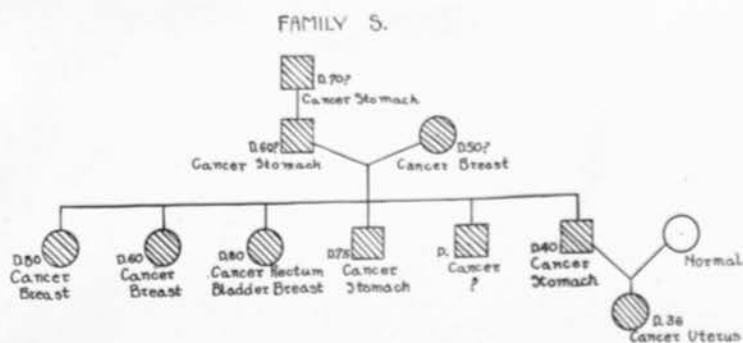 FAMILY S.
D.70?
Cancer Stomach
D.60?
Cancer Stomach
D.50?
Cancer Breast
D.80
Cancer
Breast
D.60
Cancer
Breast
D.80
Cancer Rectum
Bladder Breast
D.75
Cancer
Stomach
D.
Cancer
?
D.40
Cancer
Stomach
Normal
D.36
Cancer Uterus